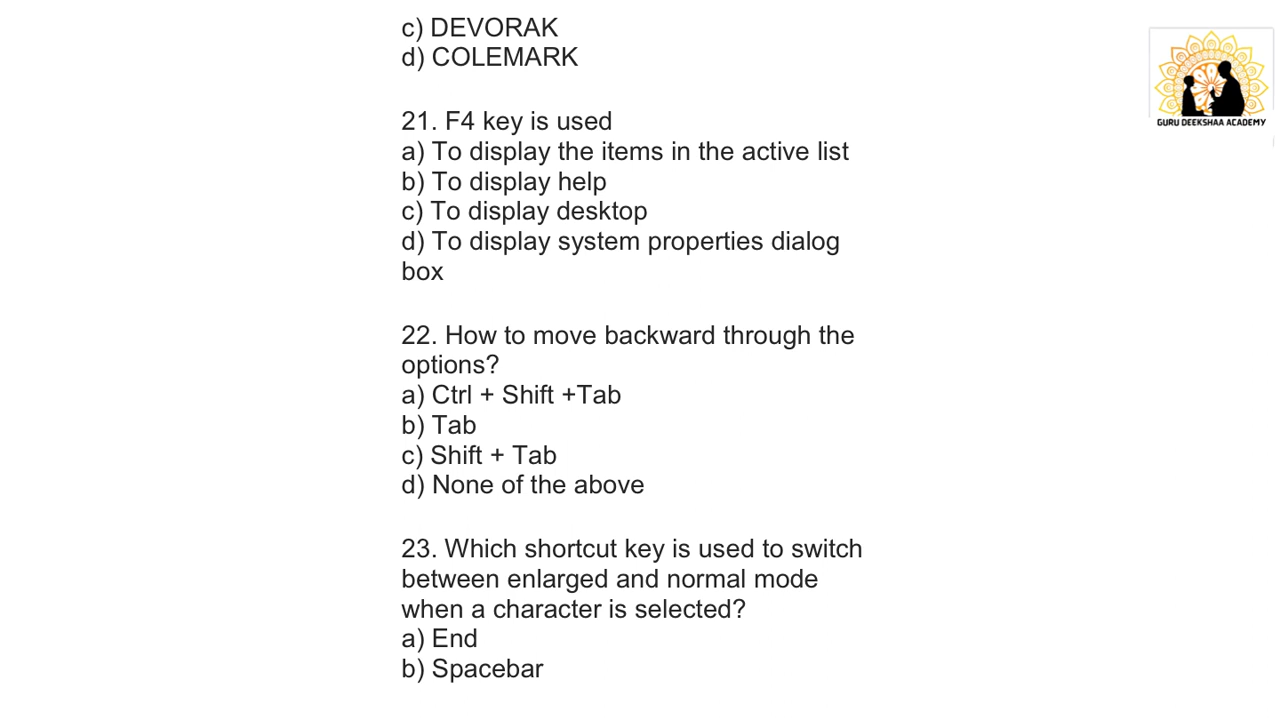 c) DEVORAK
d) COLEMARK
21. F4 key is used
a) To display the items in the active list
b) To display help
c) To display desktop
d) To display system properties dialog
box
22. How to move backward through the
options?
a) Ctrl + Shift +Tab
b) Tab
c) Shift + Tab
d) None of the above
23. Which shortcut key is used to switch
between enlarged and normal mode
when a character is selected?
a) End
b) Spacebar
GURU DEEKSHAA ACADEMY